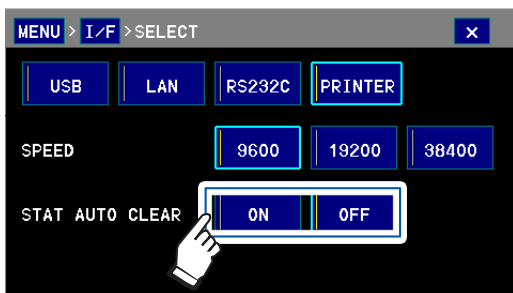 MENU > I/F >SELECT ×
USB LAN RS232C PRINTER
SPEED 9600 19200 38400
STAT AUTO CLEAR ON OFF